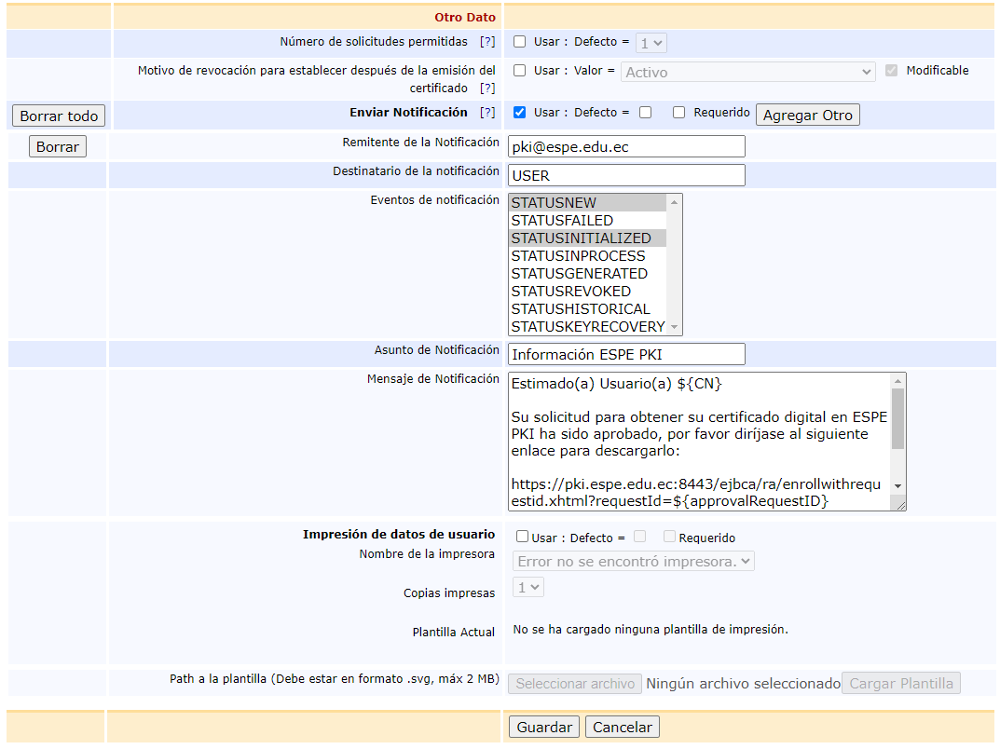 Otro Dato
Número de solicitudes permitidas [?] Usar : Defecto = 1
Motivo de revocación para establecer después de la emisión del
certificado [?] Usar : Valor = Activo Modificable
Borrar todo Enviar Notificación [?] Usar : Defecto = Requerido Agregar Otro
Borrar Remitente de la Notificación pki@espe.edu.ec
Destinatario de la notificación USER
Eventos de notificación STATUSNEW
STATUSFAILED
STATUSINITIALIZED
STATUSINPROCESS
STATUSGENERATED
STATUSREVOKED
STATUSHISTORICAL
STATUSKEYRECOVERY
Asunto de Notificación Información ESPE PKI
Mensaje de Notificación Estimado(a) Usuario(a) ${CN}
Su solicitud para obtener su certificado digital en ESPE
PKI ha sido aprobado, por favor diríjase al siguiente
enlace para descargarlo:
https://pki.espe.edu.ec:8443/ejbca/ra/enrollwithrequ
estid.xhtml?requestId=${approvalRequestID}
Impresión de datos de usuario Usar : Defecto = Requerido
Nombre de la impresora Error no se encontró impresora.
Copias impresas 1
Plantilla Actual No se ha cargado ninguna plantilla de impresión.
Path a la plantilla (Debe estar en formato .svg, máx 2 MB) Seleccionar archivo Ningún archivo seleccionado Cargar Plantilla
Guardar Cancelar